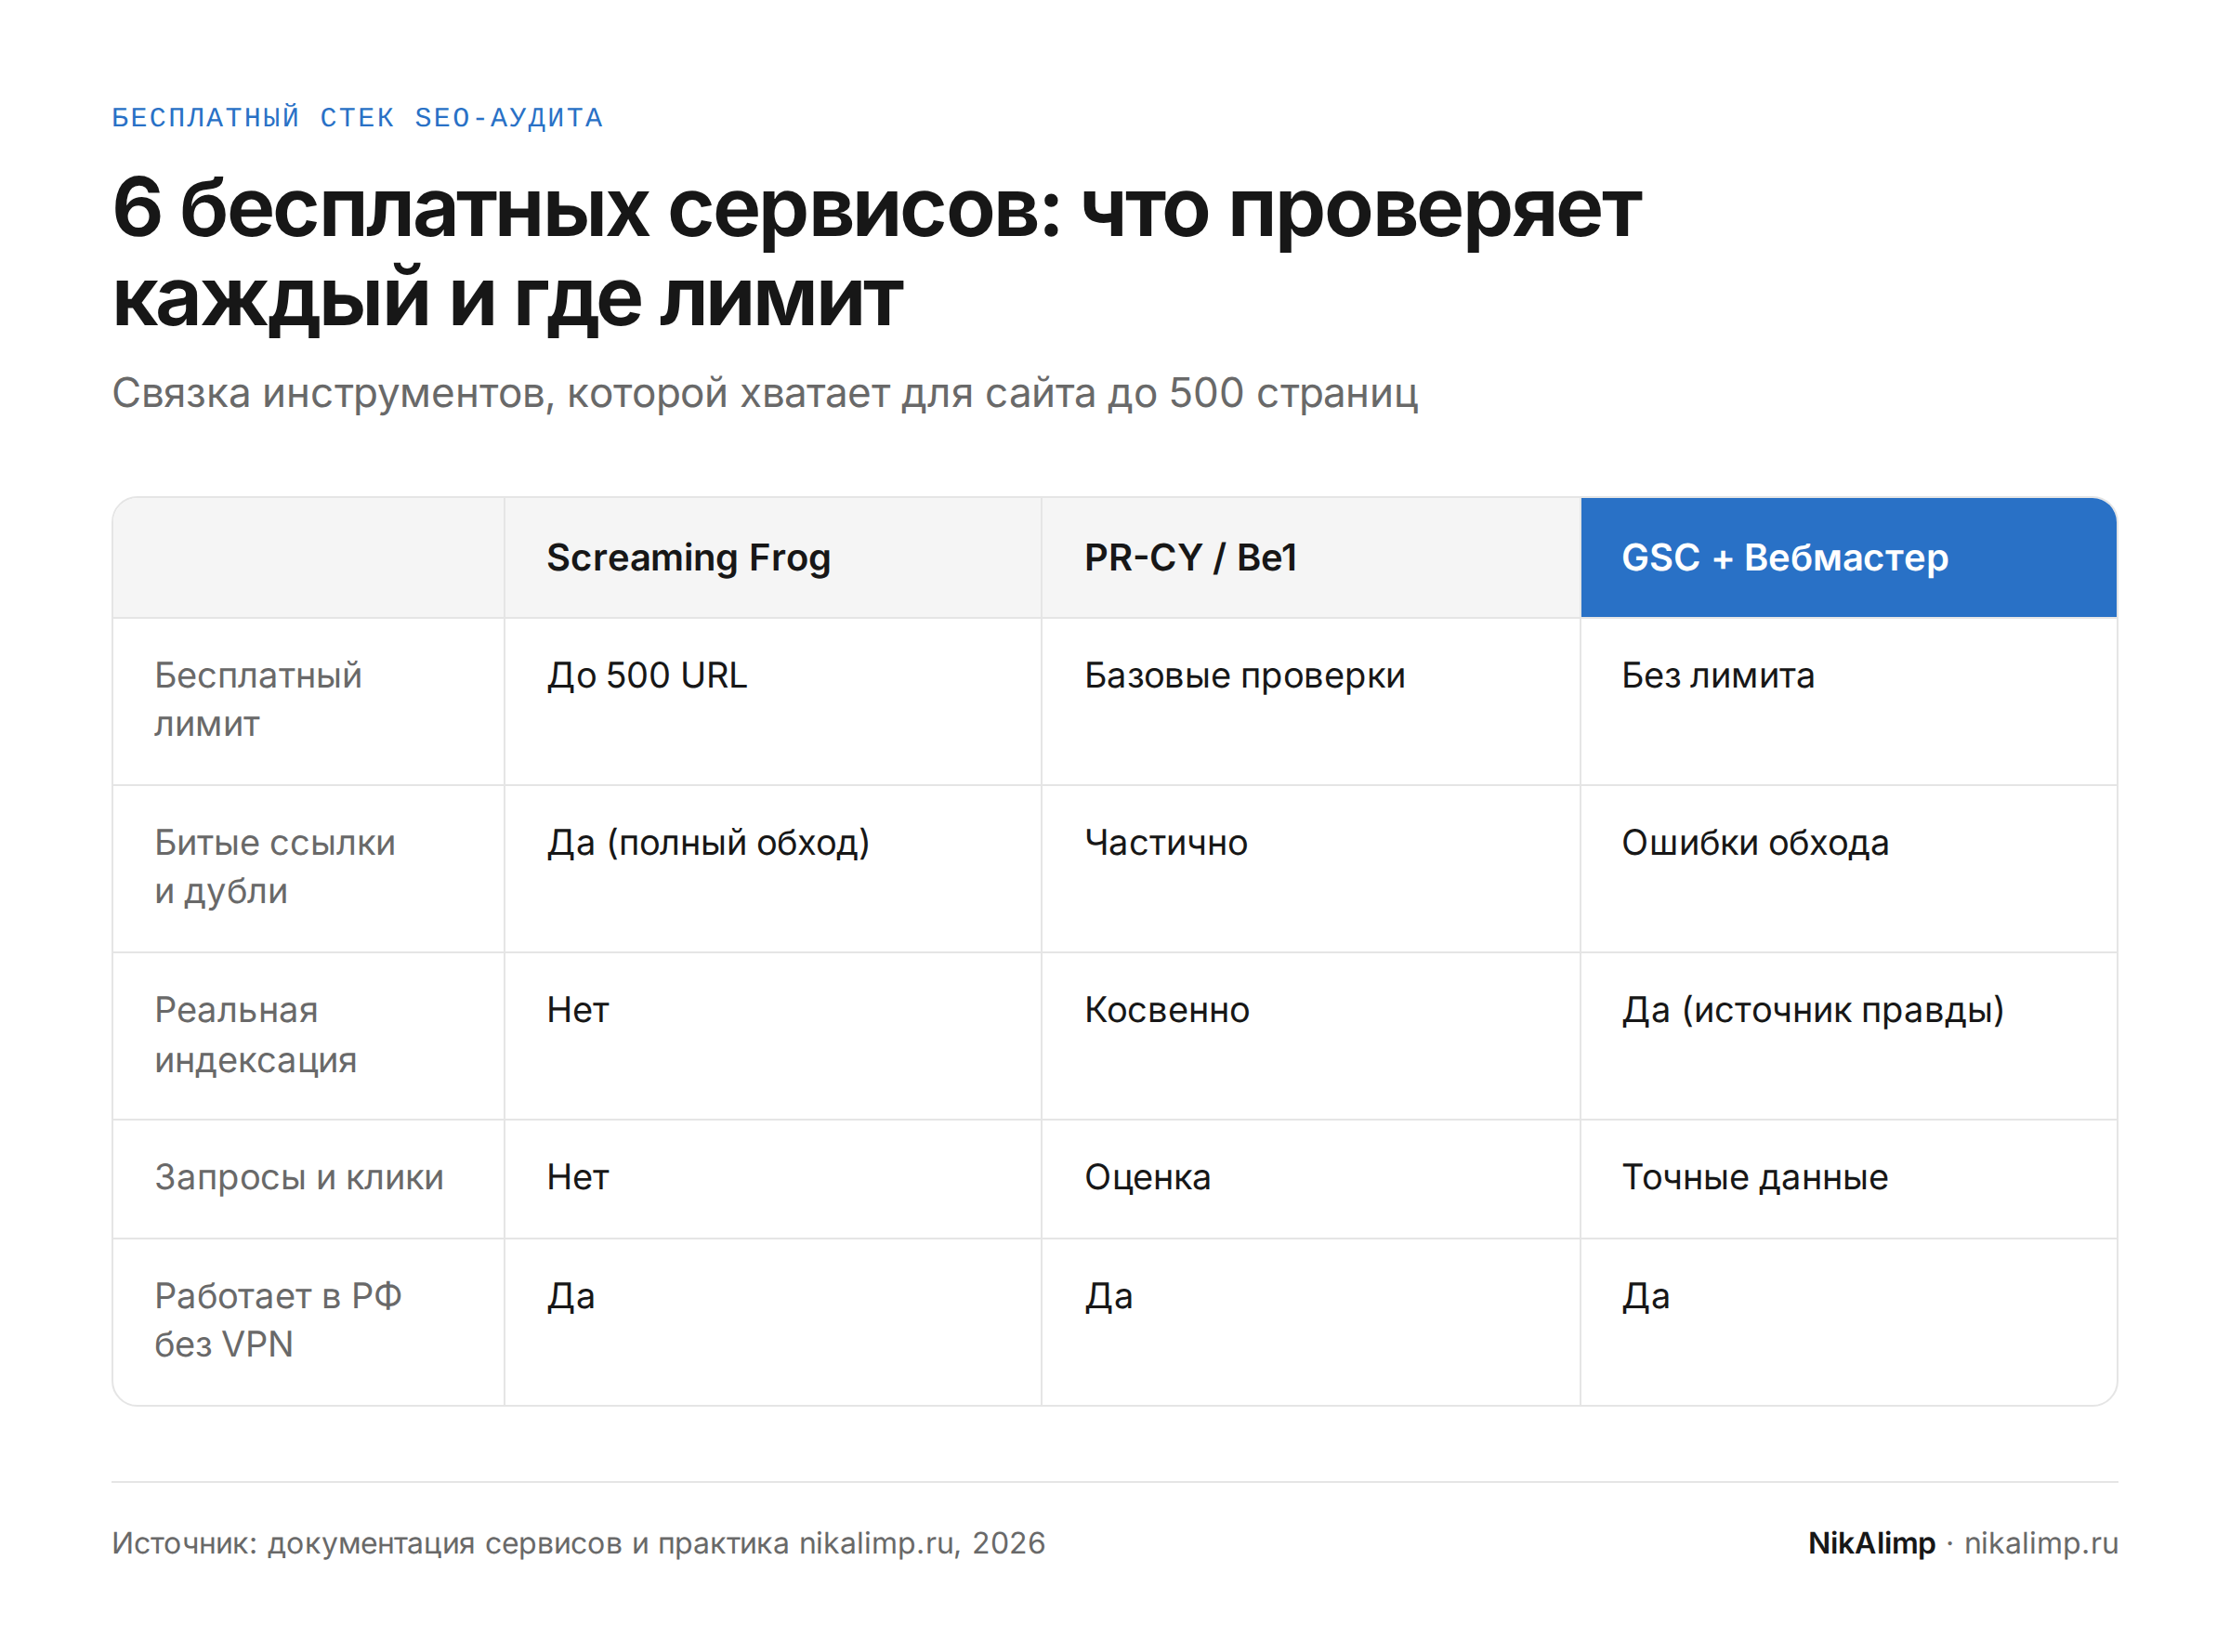 БЕСПЛАТНЫЙ СТЕК SEO-АУДИТА
6 бесплатных сервисов: что проверяет
каждый и где лимит
Связка инструментов, которой хватает для сайта до 500 страниц
Screaming Frog
PR-CY / Be1
GSC + Вебмастер
Бесплатный
лимит
До 500 URL
Базовые проверки
Без лимита
Битые ссылки
и дубли
Да (полный обход)
Частично
Ошибки обхода
Реальная
индексация
Нет
Косвенно
Да (источник правды)
Запросы и клики
Нет
Оценка
Точные данные
Работает в РФ
без VPN
Да
Да
Да
Источник: документация сервисов и практика nikalimp.ru, 2026
NikAlimp · nikalimp.ru